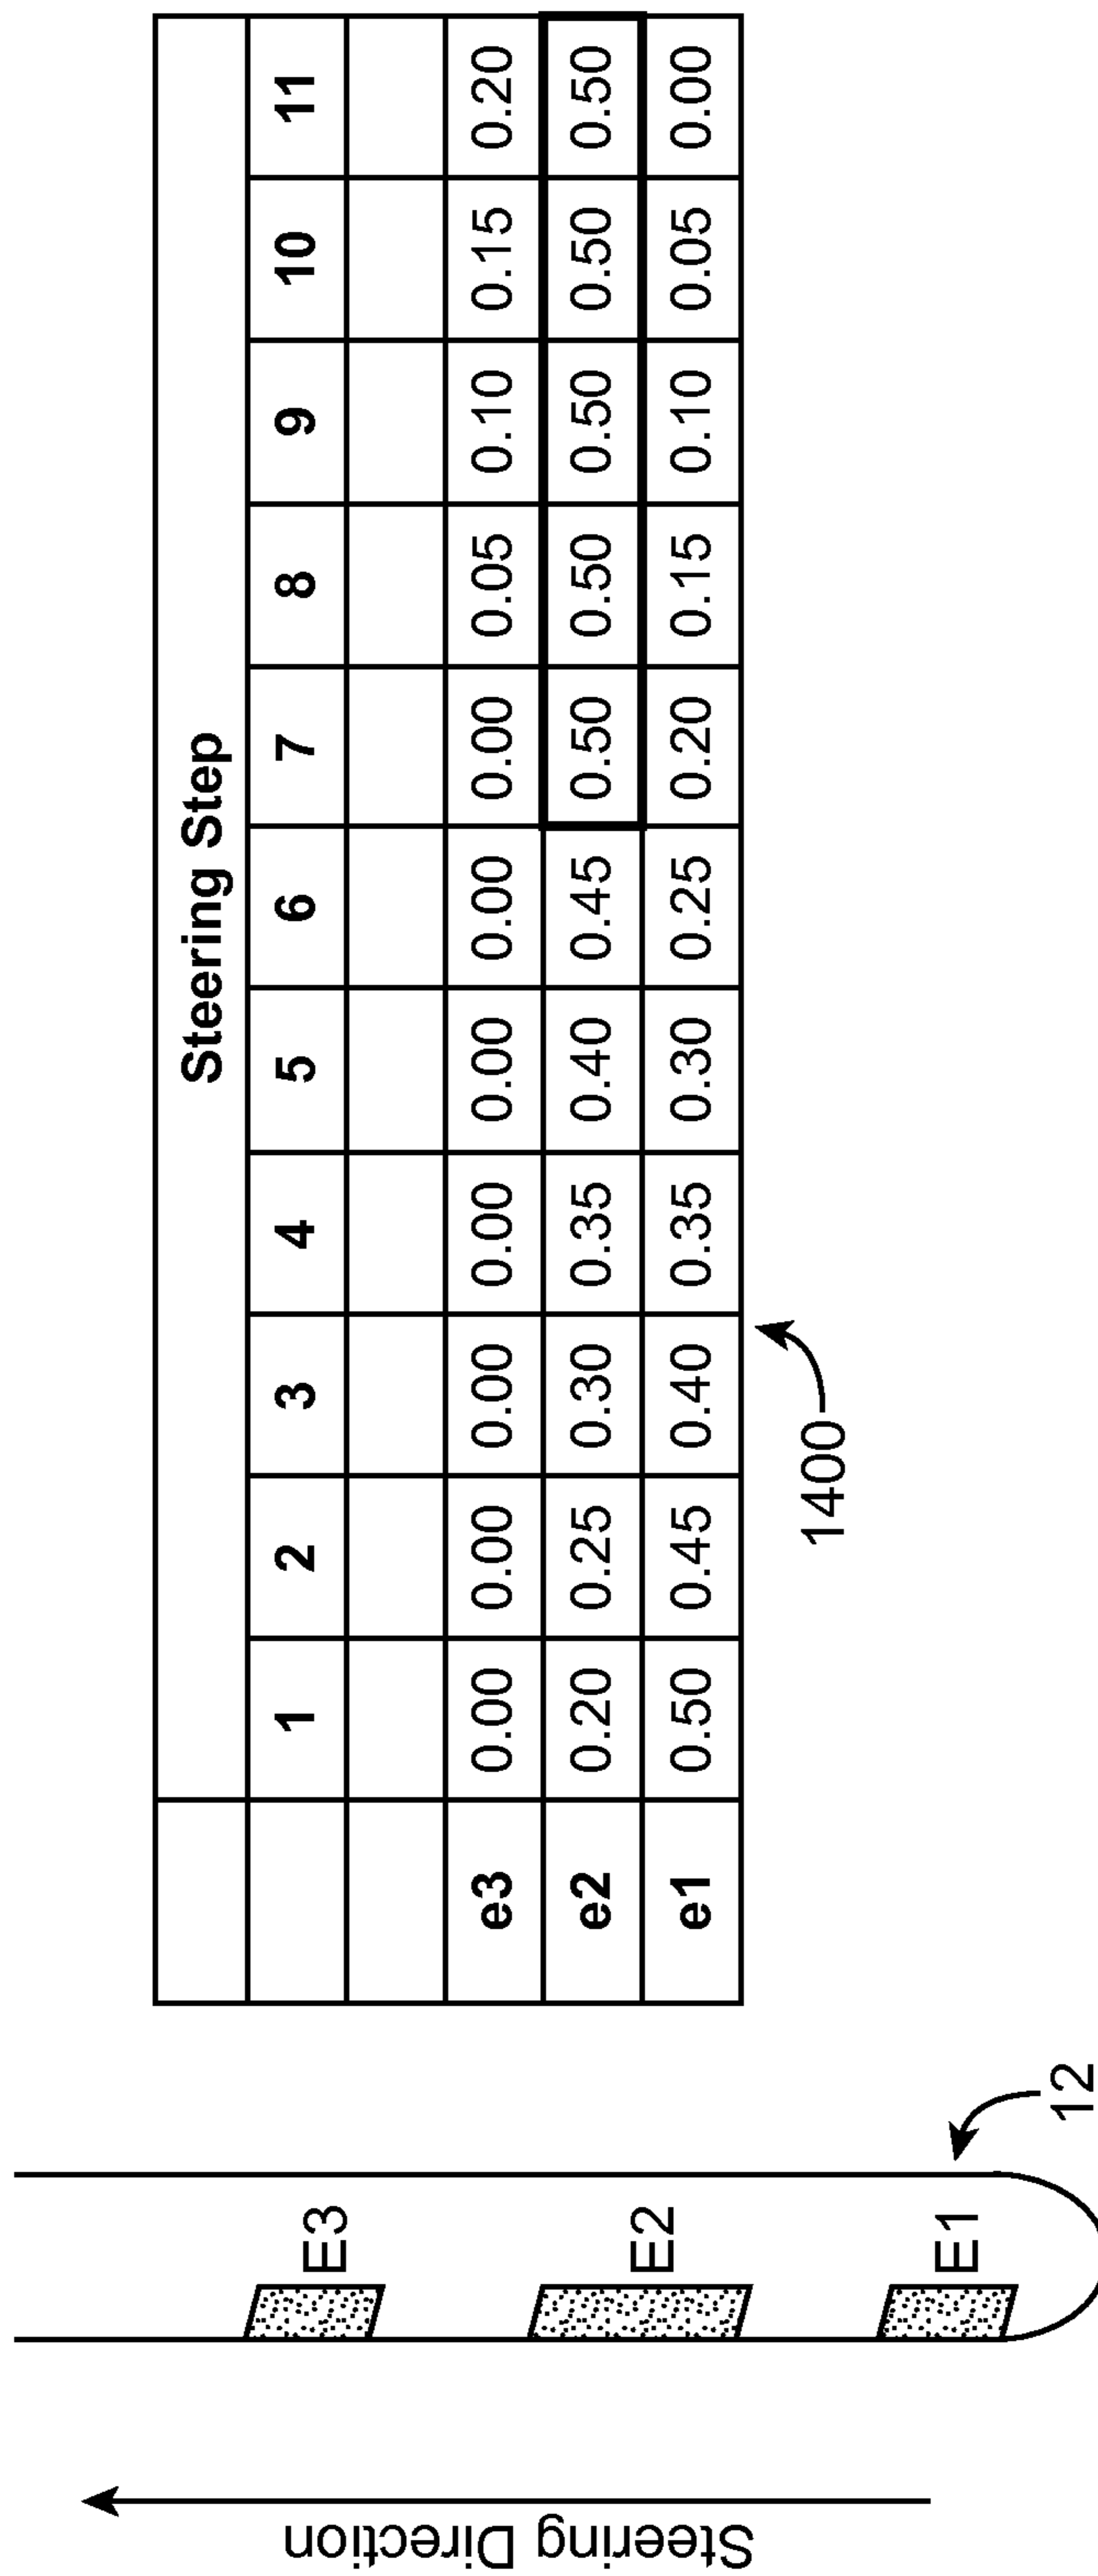 Steering Step
1 2 3 4 5 6 7 8 9 10 11
e3 0.00 0.00 0.00 0.00 0.00 0.00 0.00 0.05 0.10 0.15 0.20
e2 0.20 0.25 0.30 0.35 0.40 0.45 0.50 0.50 0.50 0.50 0.50
e1 0.50 0.45 0.40 0.35 0.30 0.25 0.20 0.15 0.10 0.05 0.00
1400
Steering Direction
E3
E2
E1
12